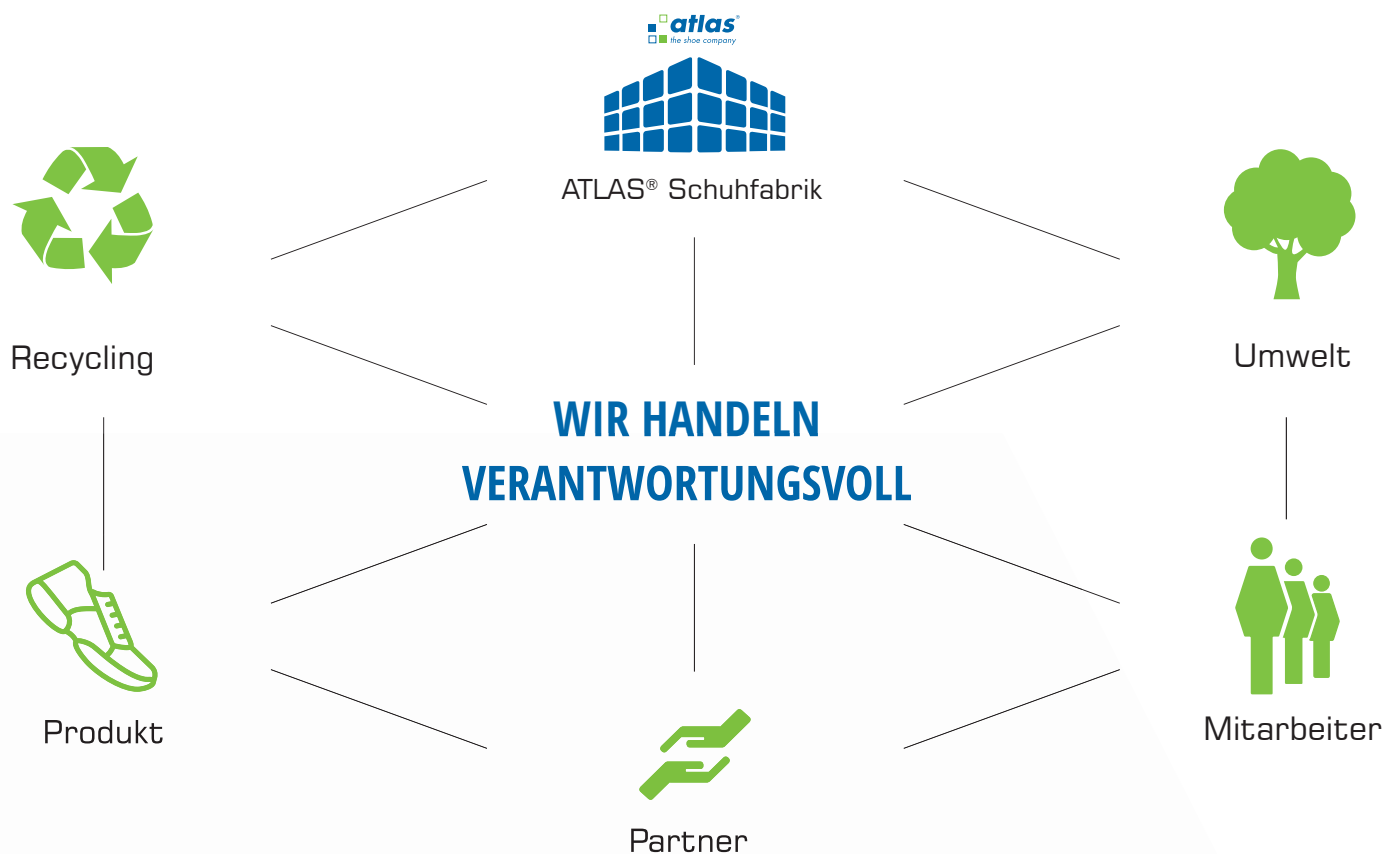 atlas®
the shoe company
ATLAS® Schuhfabrik
Recycling
Umwelt
WIR HANDELN
VERANTWORTUNGSVOLL
Produkt
Mitarbeiter
Partner